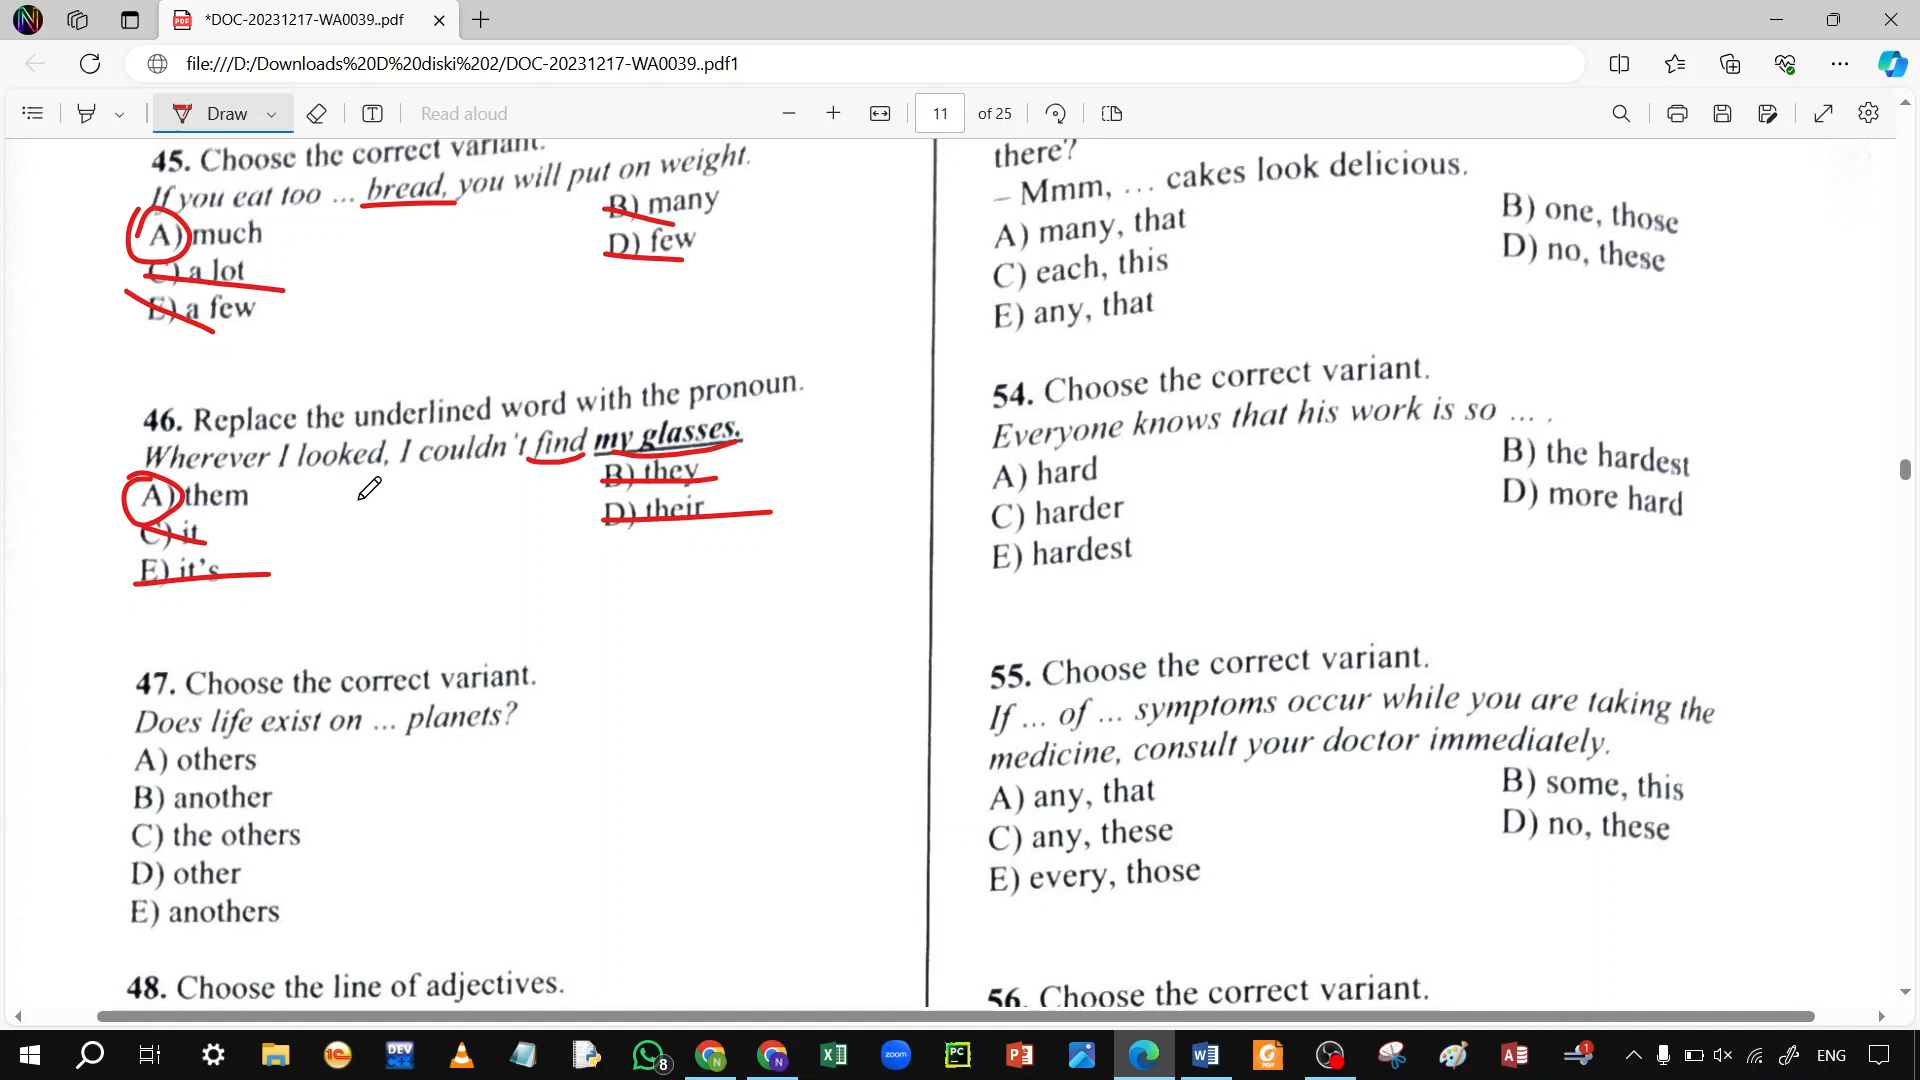 *DOC-20231217-WA0039..pdf
file:///D:/Downloads%20D%20diski%202/DOC-20231217-WA0039..pdf1
Draw
Read aloud
11 of 25
45. Choose the correct variant.
If you eat too ... bread, you will put on weight.
A) much
B) many
C) a lot
D) few
E) a few
46. Replace the underlined word with the pronoun.
Wherever I looked, I couldn't find my glasses.
A) them
B) they
C) it
D) their
E) it's
47. Choose the correct variant.
Does life exist on ... planets?
A) others
B) another
C) the others
D) other
E) anothers
48. Choose the line of adjectives.
there?
– Mmm, ... cakes look delicious.
A) many, that
B) one, those
C) each, this
D) no, these
E) any, that
54. Choose the correct variant.
Everyone knows that his work is so ... .
A) hard
B) the hardest
C) harder
D) more hard
E) hardest
55. Choose the correct variant.
If ... of ... symptoms occur while you are taking the
medicine, consult your doctor immediately.
A) any, that
B) some, this
C) any, these
D) no, these
E) every, those
56. Choose the correct variant.
DEV
zoom
PC
8
1
ENG